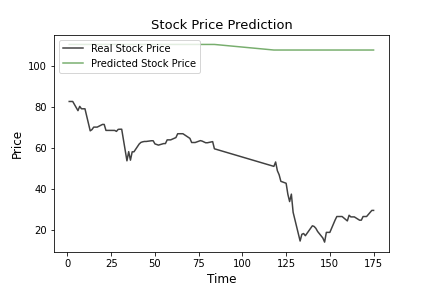 Stock Price Prediction
Real Stock Price
Predicted Stock Price
Price
100
80
60
40
20
0 25 50 75 100 125 150 175
Time